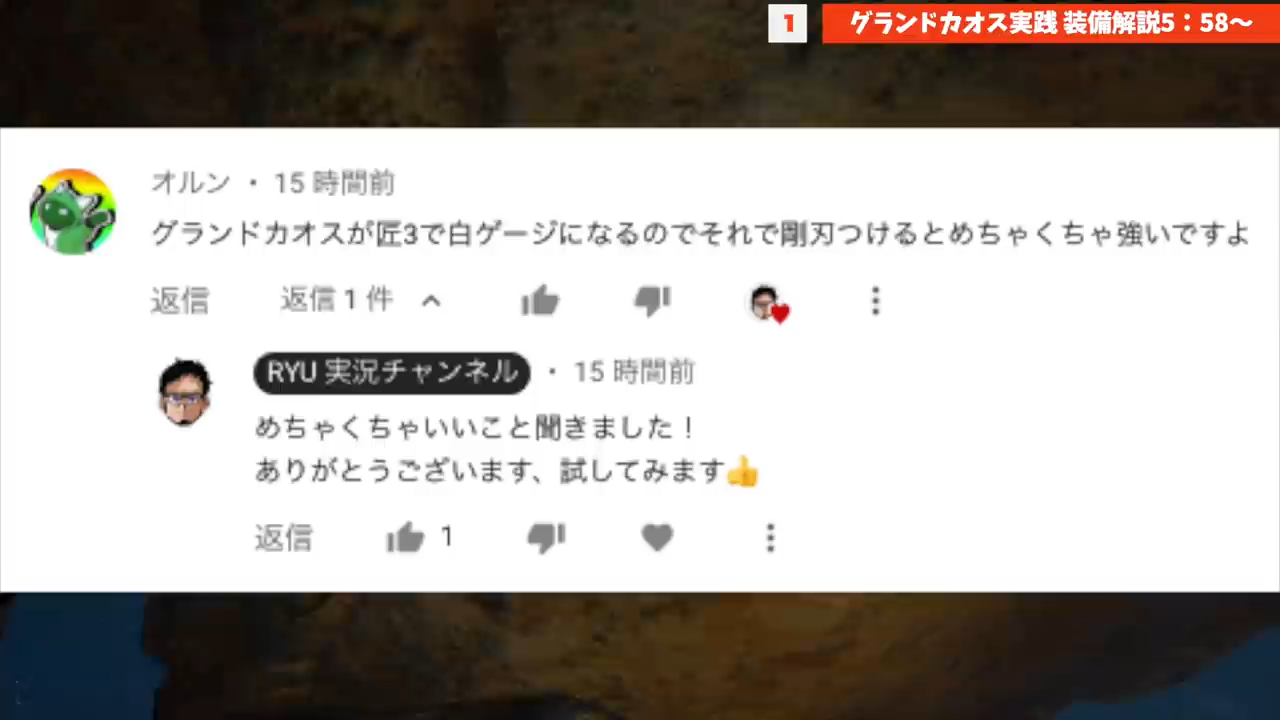 1 グランドカオス実践 装備解説5：58〜
オルン ・ 15 時間前
グランドカオスが匠3で白ゲージになるのでそれで剛刃つけるとめちゃくちゃ強いですよ
返信 返信 1 件
RYU 実況チャンネル ・ 15 時間前
めちゃくちゃいいこと聞きました！
ありがとうございます、試してみます👍
返信 1